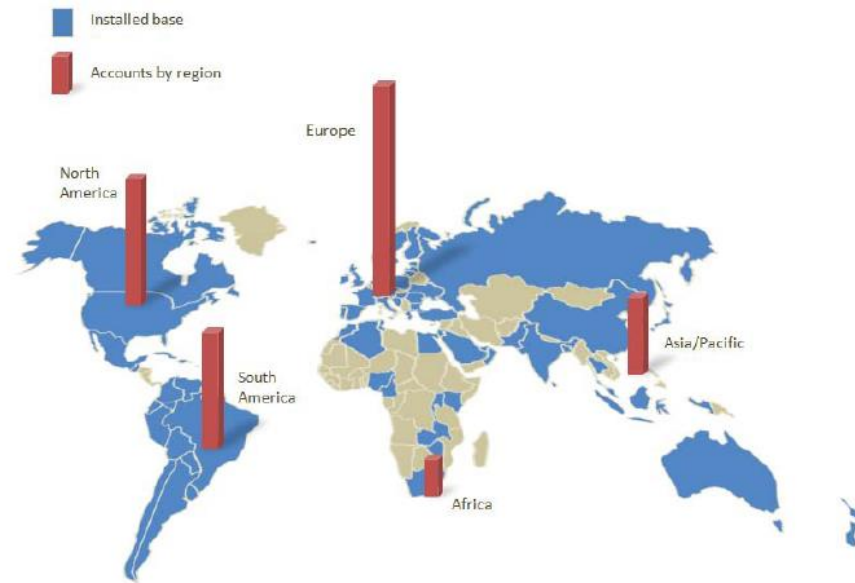 Installed base
Accounts by region
Europe
North
America
South
America
Asia/Pacific
Africa